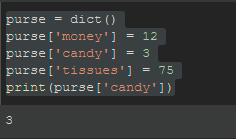 purse = dict()
purse['money'] = 12
purse['candy'] = 3
purse['tissues'] = 75
print(purse['candy'])
3